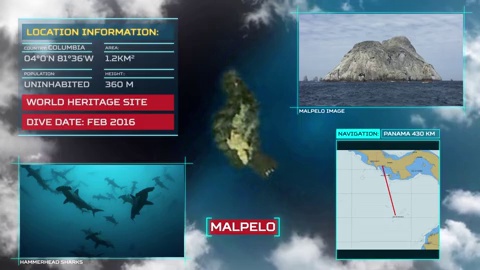 LOCATION INFORMATION:
COUNTRY: COLUMBIA
AREA:
04°0'N 81°36'W
1.2KM²
POPULATION
HEIGHT:
UNINHABITED
360 M
WORLD HERITAGE SITE
DIVE DATE: FEB 2016
MALPELO IMAGE
NAVIGATION:
PANAMA 430 KM
MALPELO
HAMMERHEAD SHARKS